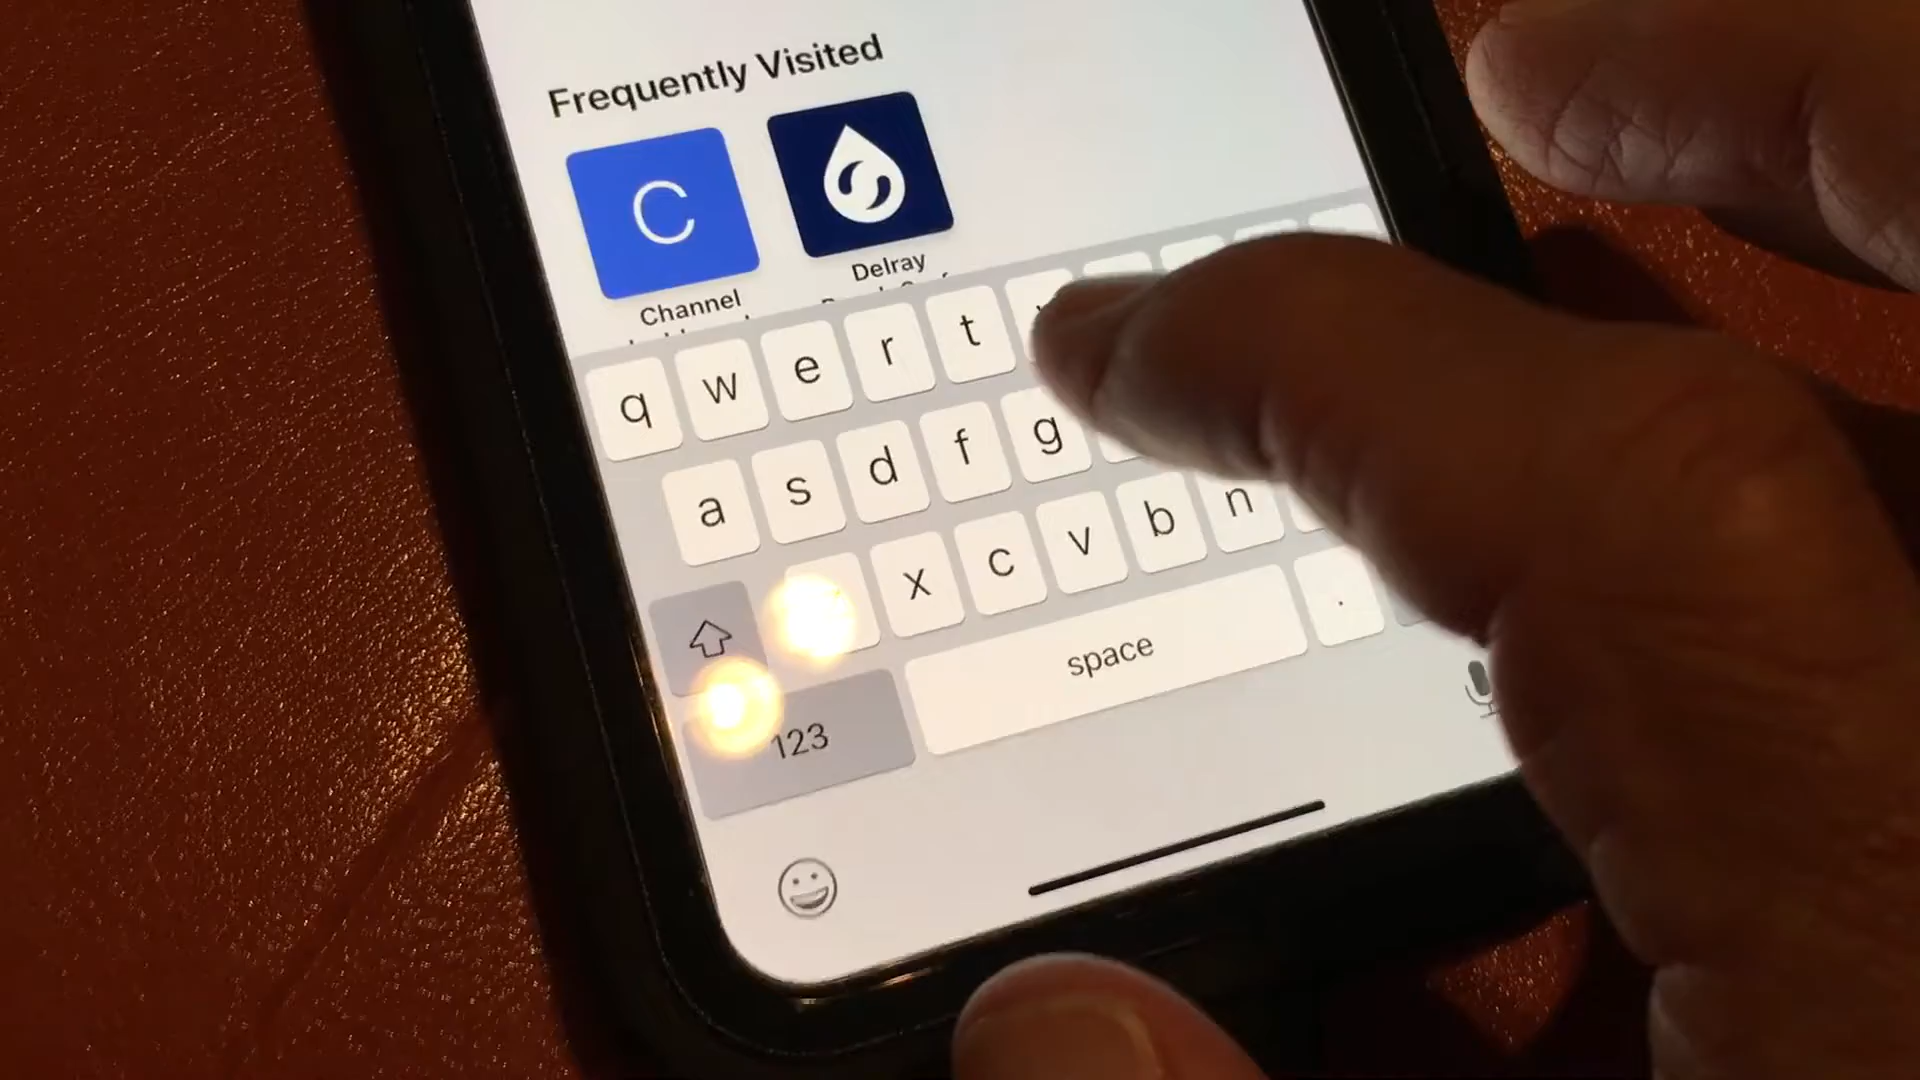 Frequently Visited
C
Channel
Delray
q w e r t
a s d f g
x c v b n
123 space .